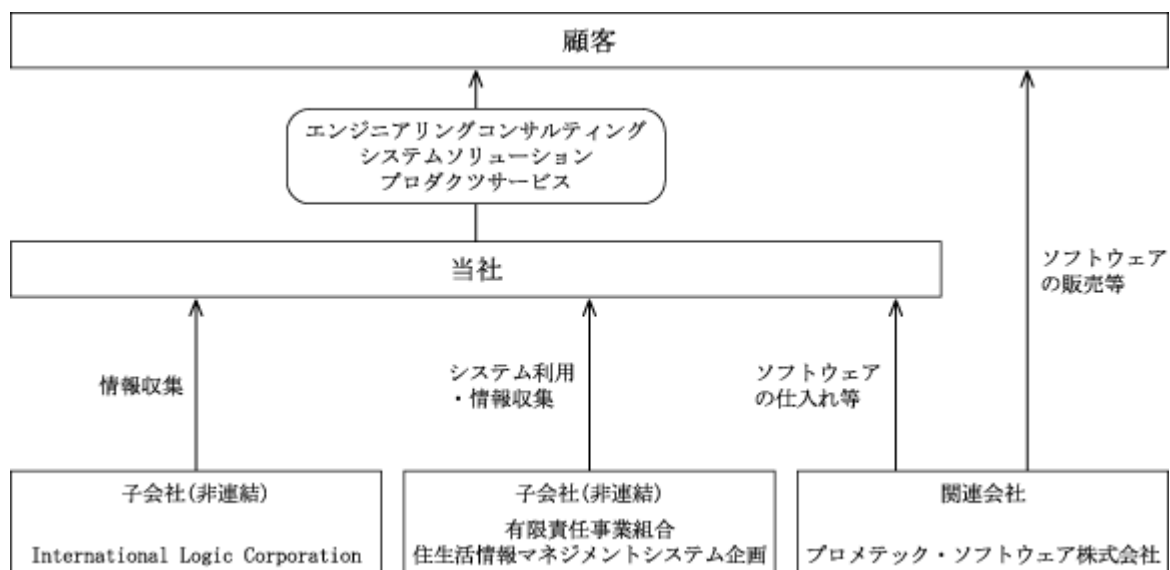 顧客
エンジニアリングコンサルティング
システムソリューション
プロダクツサービス
当社
ソフトウェア
の販売等
情報収集
システム利用
・情報収集
ソフトウェア
の仕入れ等
子会社(非連結)
International Logic Corporation
子会社(非連結)
有限責任事業組合
住生活情報マネジメントシステム企画
関連会社
プロメテック・ソフトウェア株式会社